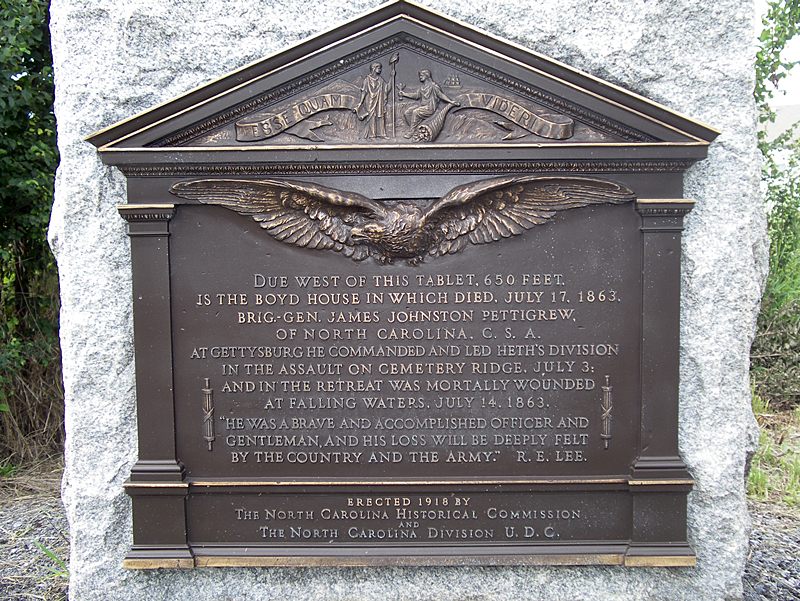 ESSE QUAM VIDERI
DUE WEST OF THIS TABLET, 650 FEET,
IS THE BOYD HOUSE IN WHICH DIED, JULY 17, 1863,
BRIG.-GEN. JAMES JOHNSTON PETTIGREW,
OF NORTH CAROLINA, C. S. A.
AT GETTYSBURG HE COMMANDED AND LED HETH'S DIVISION
IN THE ASSAULT ON CEMETERY RIDGE, JULY 3;
AND IN THE RETREAT WAS MORTALLY WOUNDED
AT FALLING WATERS, JULY 14, 1863.
"HE WAS A BRAVE AND ACCOMPLISHED OFFICER AND
GENTLEMAN, AND HIS LOSS WILL BE DEEPLY FELT
BY THE COUNTRY AND THE ARMY." R. E. LEE.
ERECTED 1918 BY
THE NORTH CAROLINA HISTORICAL COMMISSION
AND
THE NORTH CAROLINA DIVISION U. D. C.